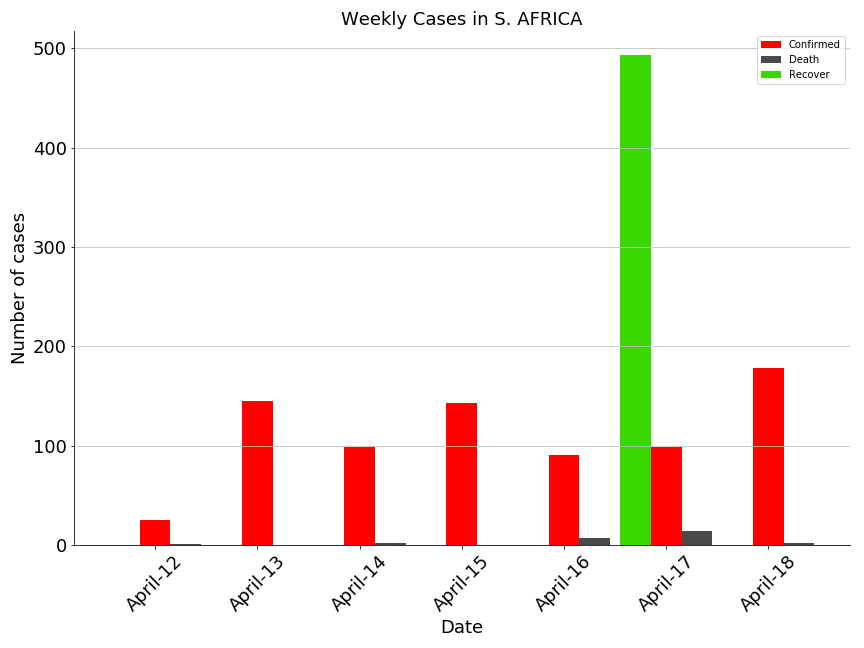 Weekly Cases in S. AFRICA
Confirmed
Death
Recover
Number of cases
500
400
300
200
100
0
April-12
April-13
April-14
April-15
April-16
April-17
April-18
Date